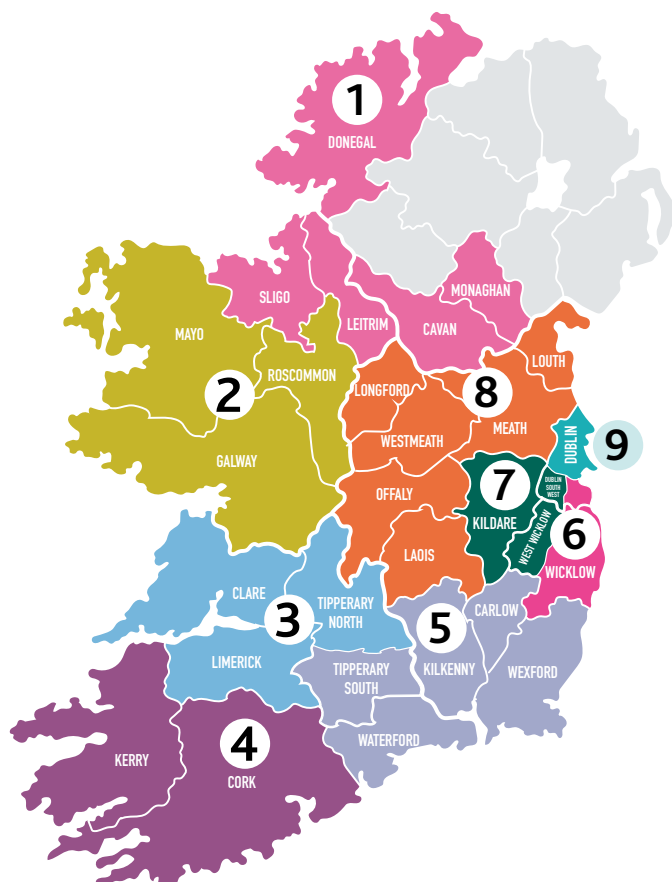 1
DONEGAL
SLIGO
LEITRIM
MONAGHAN
CAVAN
MAYO
ROSCOMMON
2
GALWAY
LONGFORD
8
LOUTH
WESTMEATH
MEATH
OFFALY
LAOIS
DUBLIN
9
7
KILDARE
DUBLIN
SOUTH
WEST
WEST WICKLOW
6
WICKLOW
CLARE
3
TIPPERARY
NORTH
LIMERICK
5
CARLOW
KILKENNY
WEXFORD
TIPPERARY
SOUTH
WATERFORD
KERRY
4
CORK